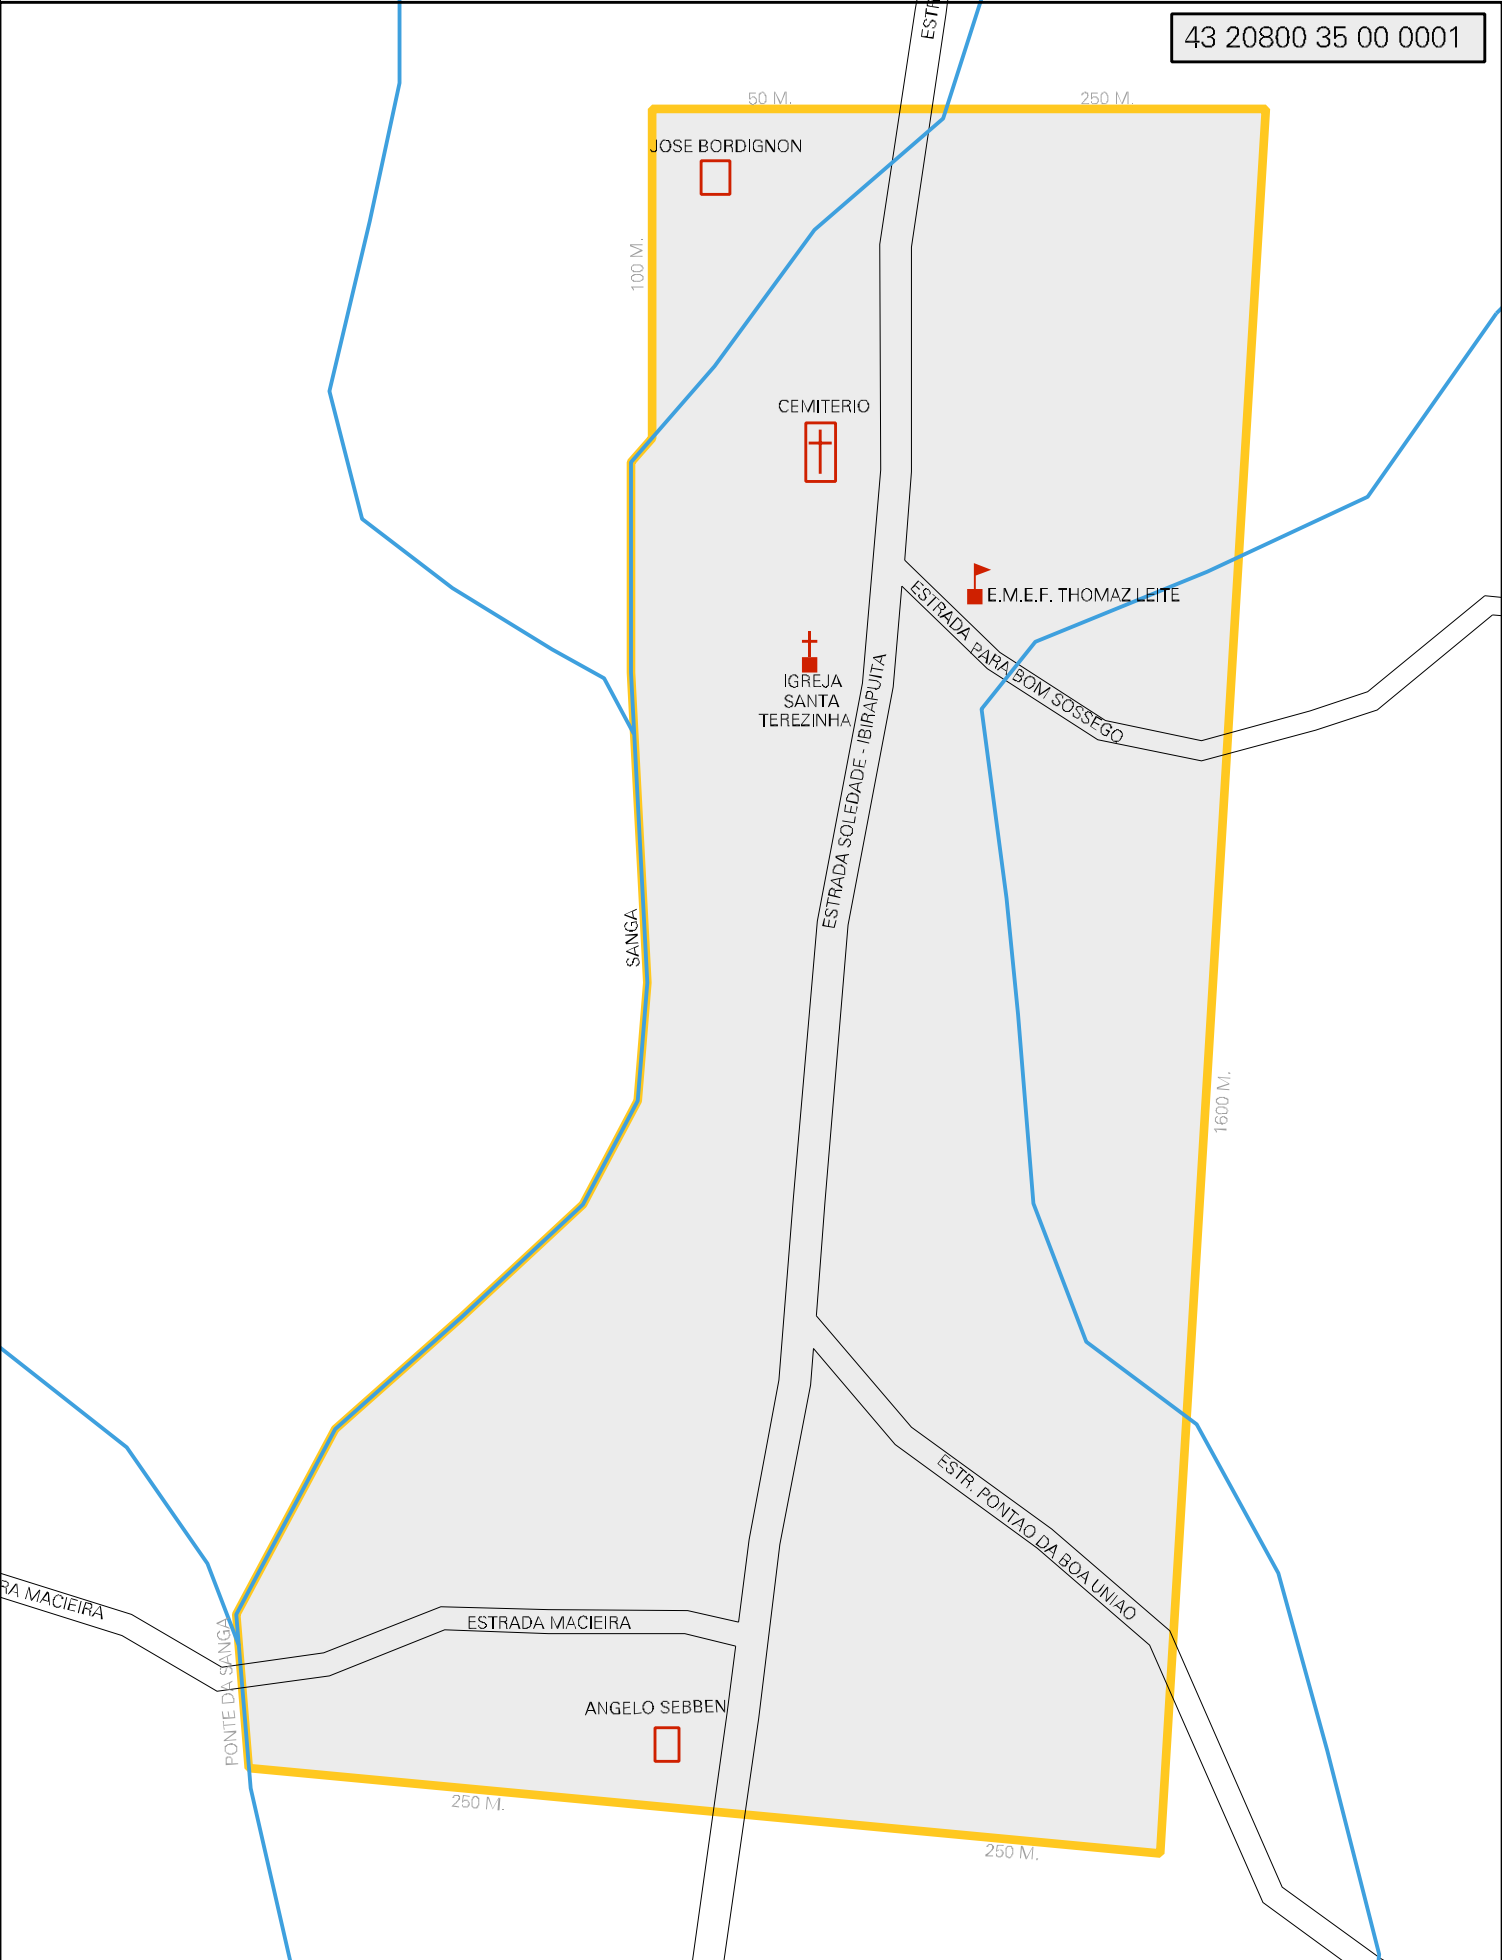 ESTR
43 20800 35 00 0001
50 M.
250 M.
JOSE BORDIGNON
100 M.
CEMITERIO
E.M.E.F. THOMAZ LEITE
ESTRADA PARA BOM SOSSEGO
IGREJA
SANTA
TEREZINHA
ESTRADA SOLEDADE - IBIRAPUITA
SANGA
1600 M.
ESTR. PONTAO DA BOA UNIAO
RA MACIEIRA
ESTRADA MACIEIRA
PONTE DA SANGA
ANGELO SEBBEN
250 M.
250 M.